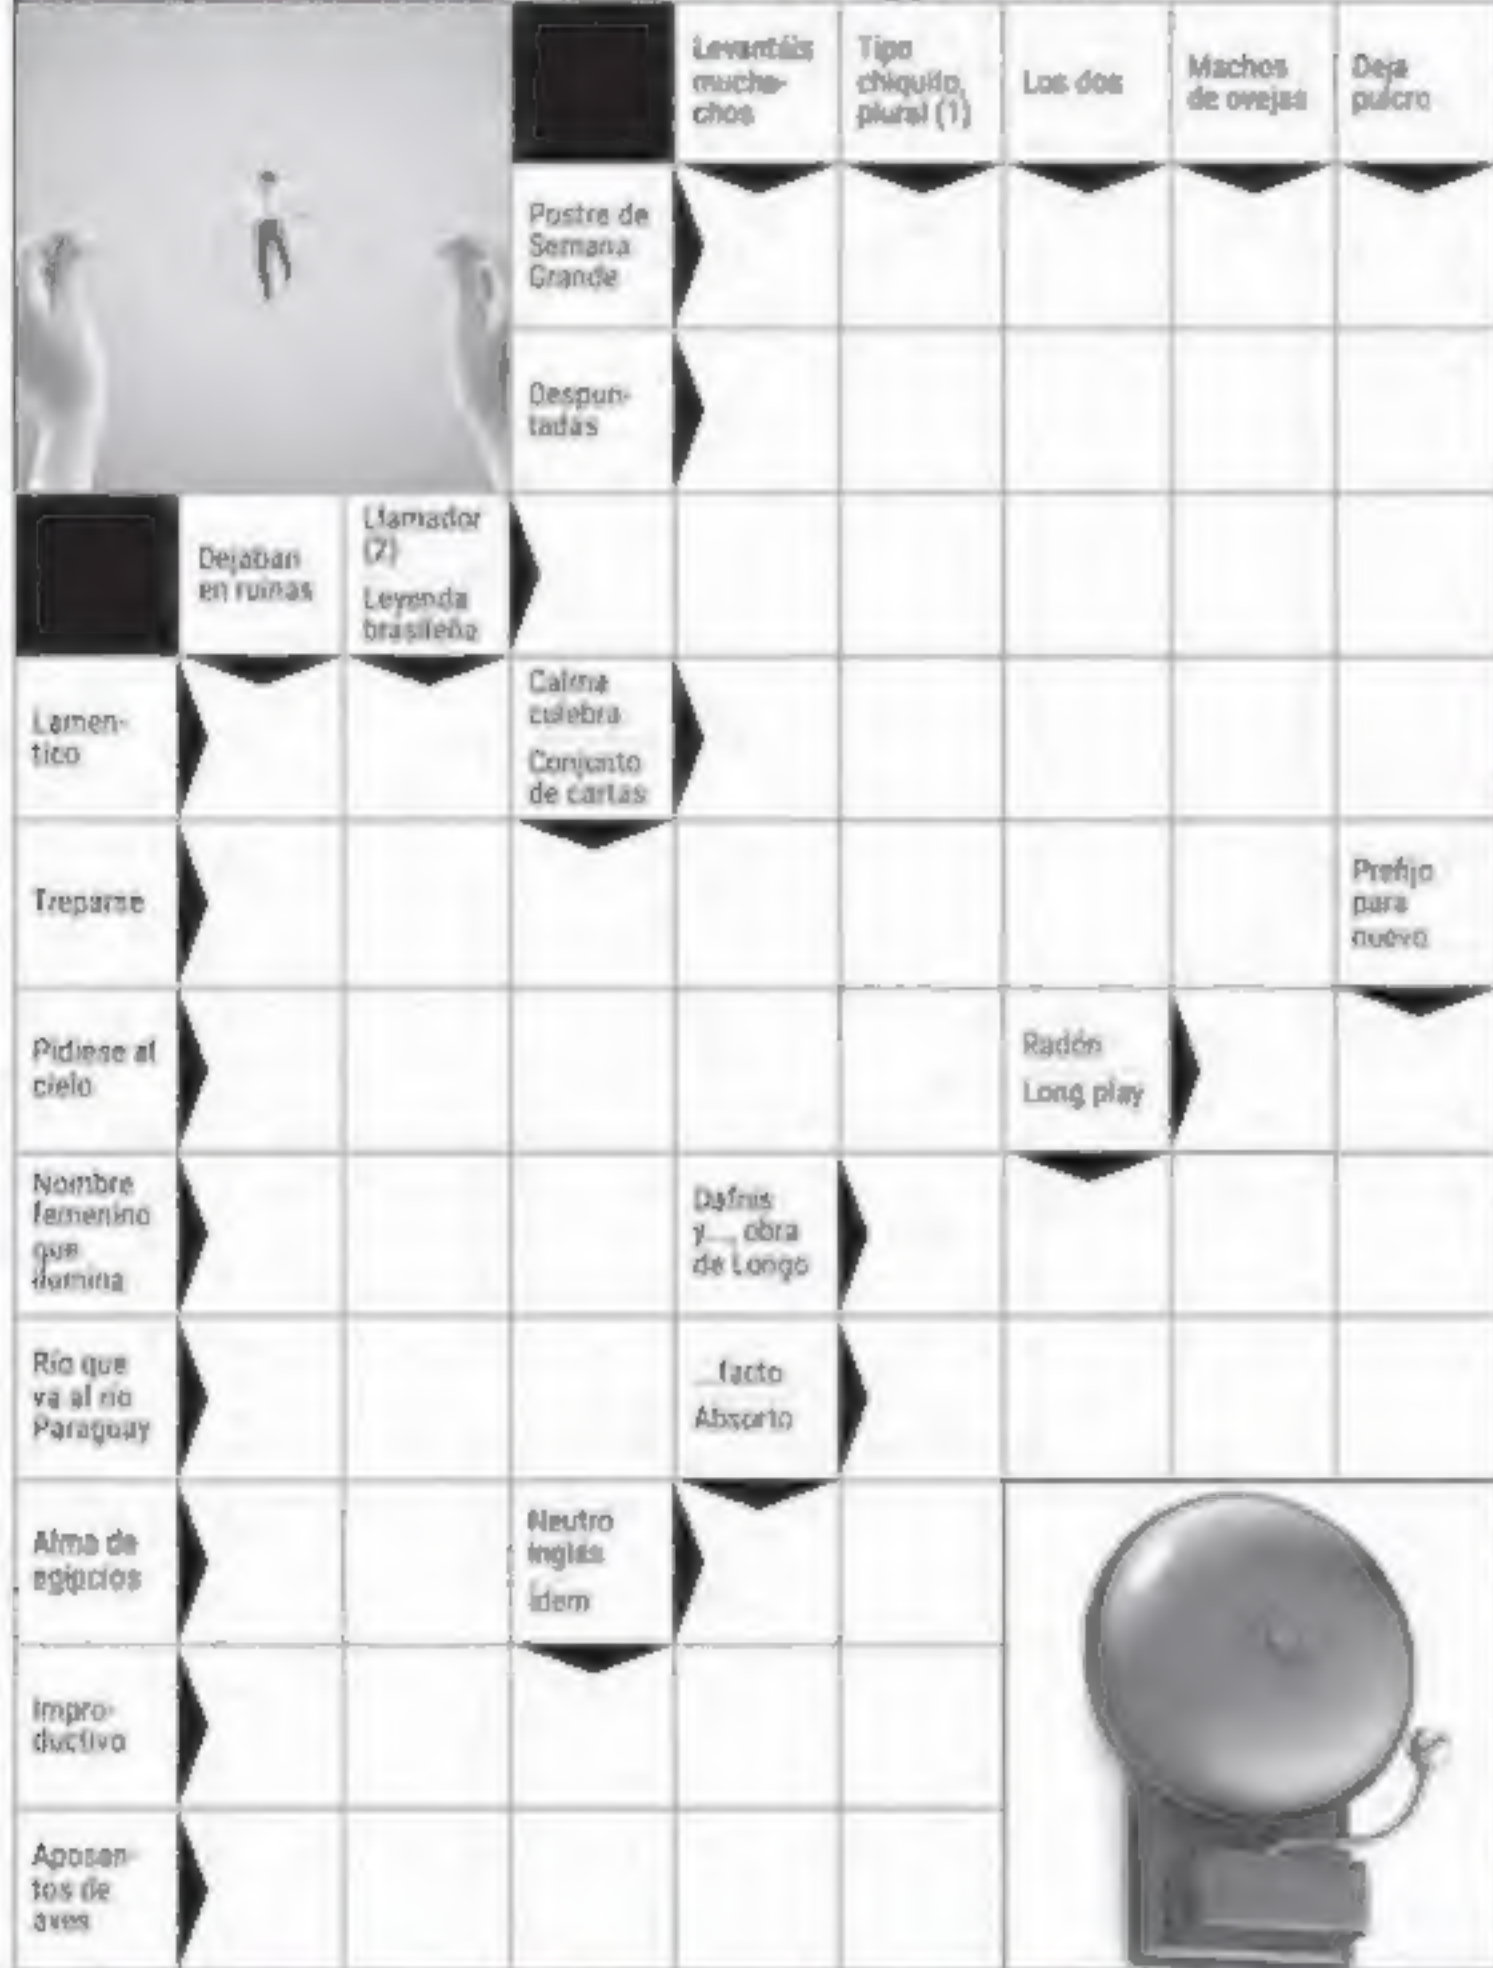 Levantáis
mucha-
chos
Tipo
chiquito,
plural (1)
Los dos
Machos
de ovejas
Deja
pulcro
Postre de
Semana
Grande
Despun-
tadas
Dejaban
en ruinas
Llamador
(2)
Leyenda
brasileña
Lamen-
tico
Calma
culebra
Conjunto
de cartas
Treparse
Prefijo
para
nuevo
Pidiese al
cielo
Radón
Long play
Nombre
femenino
que
ilumina
Dafnis
y..., obra
de Longo
Río que
va al río
Paraguay
_facto
Absorto
Alma de
egipcios
Neutro
inglés
Ídem
Impro-
ductivo
Aposen-
tos de
aves